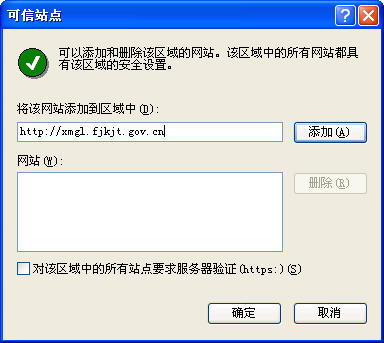 可信站点
可以添加和删除该区域的网站。该区域中的所有网站都具
有该区域的安全设置。
将该网站添加到区域中(D):
http://xmgl.fjkjt.gov.cn
添加(A)
网站(W):
删除(R)
对该区域中的所有站点要求服务器验证(https:)(S)
确定
取消